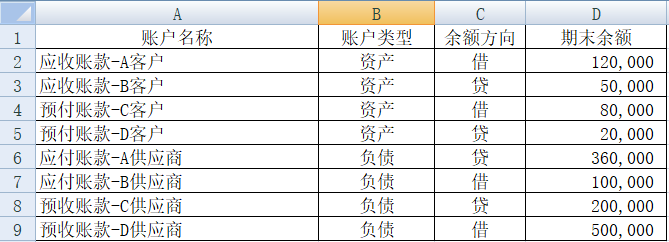 A B C D
1 账户名称 账户类型 余额方向 期末余额
2 应收账款-A客户 资产 借 120,000
3 应收账款-B客户 资产 贷 50,000
4 预付账款-C客户 资产 借 80,000
5 预付账款-D客户 资产 贷 20,000
6 应付账款-A供应商 负债 贷 360,000
7 应付账款-B供应商 负债 借 100,000
8 预收账款-C供应商 负债 贷 200,000
9 预收账款-D供应商 负债 借 500,000